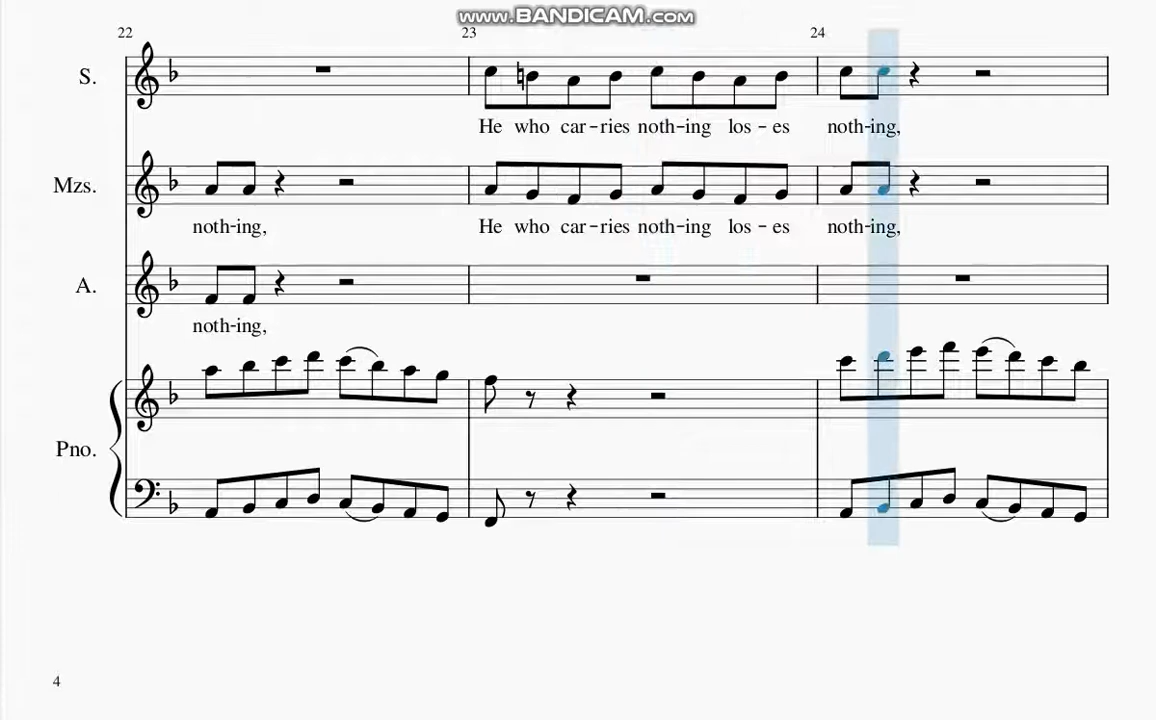 www.BANDICAM.com
22 23 24
S.
He who car-ries noth-ing los-es noth-ing,
Mzs.
noth-ing, He who car-ries noth-ing los-es noth-ing,
A.
noth-ing,
Pno.
4